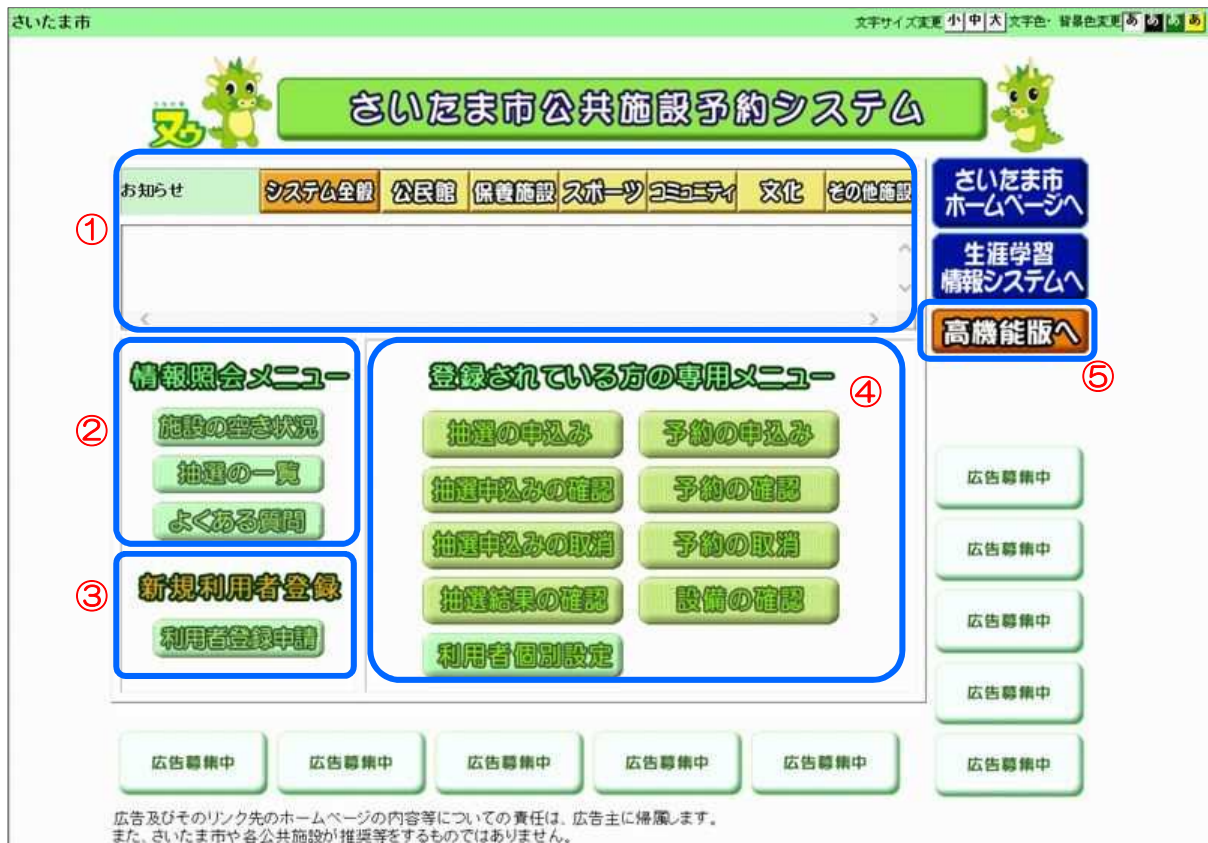 さいたま市
文字サイズ変更 小 中 大 文字色・背景色変更 あ あ あ あ
さいたま市公共施設予約システム
ヌゥ
お知らせ システム全般 公民館 保養施設 スポーツ コミュニティ 文化 その他施設
①
さいたま市
ホームページへ
生涯学習
情報システムへ
高機能版へ
⑤
情報照会メニュー
②
施設の空き状況
抽選の一覧
よくある質問
③
新規利用者登録
利用者登録申請
登録されている方の専用メニュー
④
抽選の申込み 予約の申込み
抽選申込みの確認 予約の確認
抽選申込みの取消 予約の取消
抽選結果の確認 設備の確認
利用者個別設定
広告募集中
広告募集中
広告募集中
広告募集中
広告募集中
広告募集中 広告募集中 広告募集中 広告募集中 広告募集中
広告及びそのリンク先のホームページの内容等についての責任は、広告主に帰属します。
また、さいたま市や各公共施設が推奨等をするものではありません。